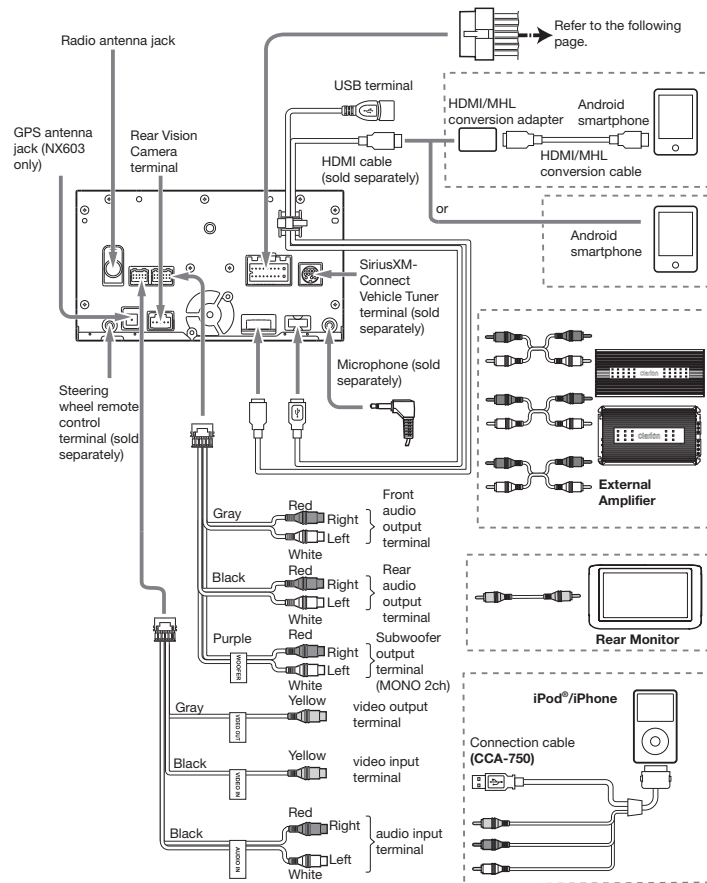 Radio antenna jack
Refer to the following
page.
USB terminal
HDMI/MHL
conversion adapter
Android
smartphone
GPS antenna
jack (NX603
only)
Rear Vision
Camera
terminal
HDMI cable
(sold separately)
HDMI/MHL
conversion cable
or
Android
smartphone
SiriusXM-
Connect
Vehicle Tuner
terminal (sold
separately)
Microphone (sold
separately)
Steering
wheel remote
control
terminal (sold
separately)
clarion
clarion
External
Amplifier
Gray
Red
Right
Left
White
Front
audio
output
terminal
Black
Red
Right
Left
White
Rear
audio
output
terminal
Rear Monitor
Purple
WOOFER
Red
Right
Left
White
Subwoofer
output
terminal
(MONO 2ch)
Gray
VIDEO OUT
Yellow
video output
terminal
iPod®/iPhone
Connection cable
(CCA-750)
Black
VIDEO IN
Yellow
video input
terminal
Black
AUDIO IN
Red
Right
Left
White
audio input
terminal